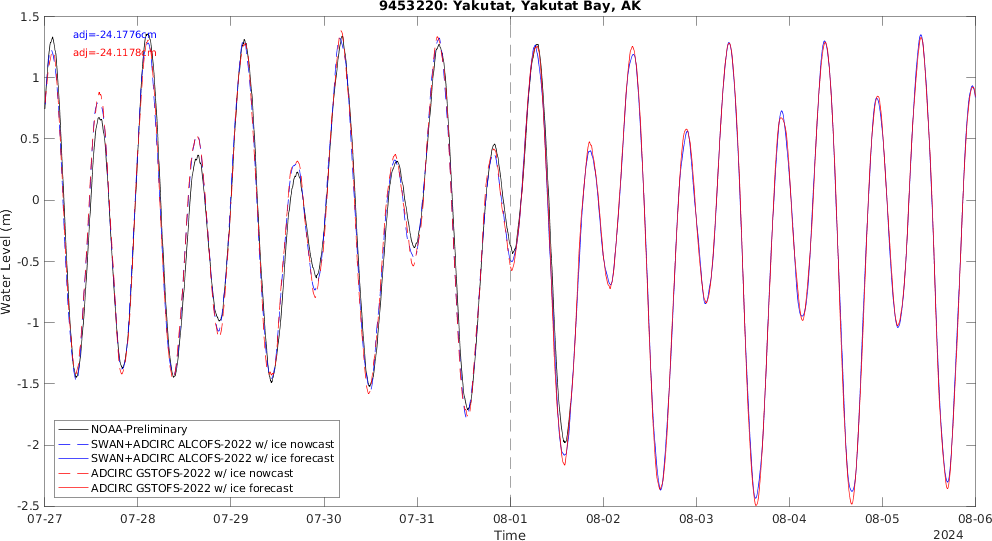 9453220: Yakutat, Yakutat Bay, AK
adj=-24.1776cm
adj=-24.1178cm
Water Level (m)
1.5
1
0.5
0
-0.5
-1
-1.5
-2
-2.5
NOAA-Preliminary
SWAN+ADCIRC ALCOFS-2022 w/ ice nowcast
SWAN+ADCIRC ALCOFS-2022 w/ ice forecast
ADCIRC GSTOFS-2022 w/ ice nowcast
ADCIRC GSTOFS-2022 w/ ice forecast
07-27 07-28 07-29 07-30 07-31 08-01 08-02 08-03 08-04 08-05 08-06
Time
2024